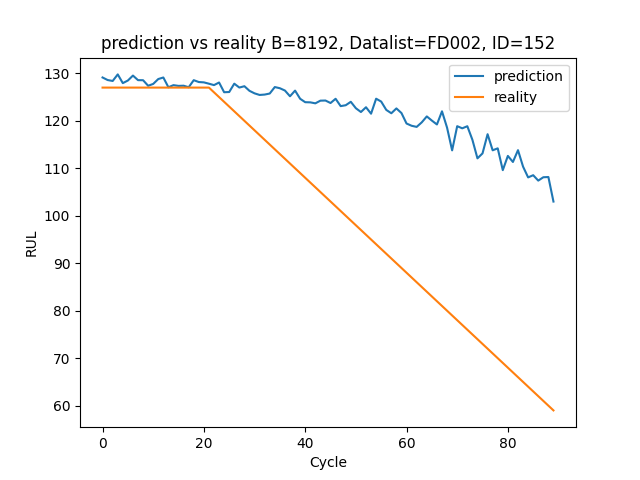 prediction vs reality B=8192, Datalist=FD002, ID=152
prediction
reality
130
120
110
100
90
80
70
60
RUL
0 20 40 60 80
Cycle